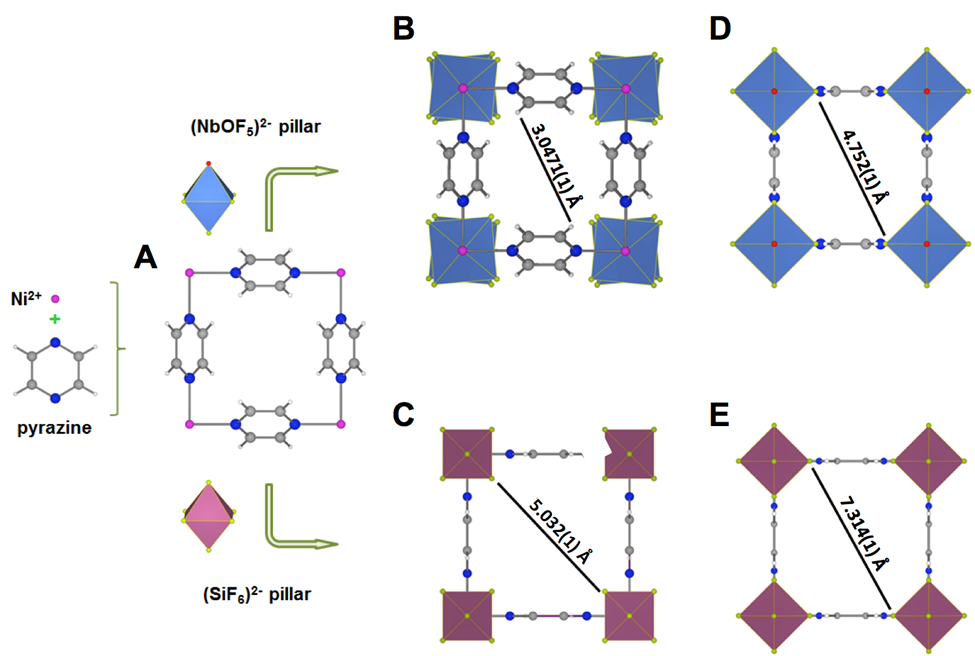 B
D
(NbOF₅)²⁻ pillar
3.0471(1) Å
4.752(1) Å
A
Ni²⁺
+
pyrazine
C
E
5.032(1) Å
7.314(1) Å
(SiF₆)²⁻ pillar